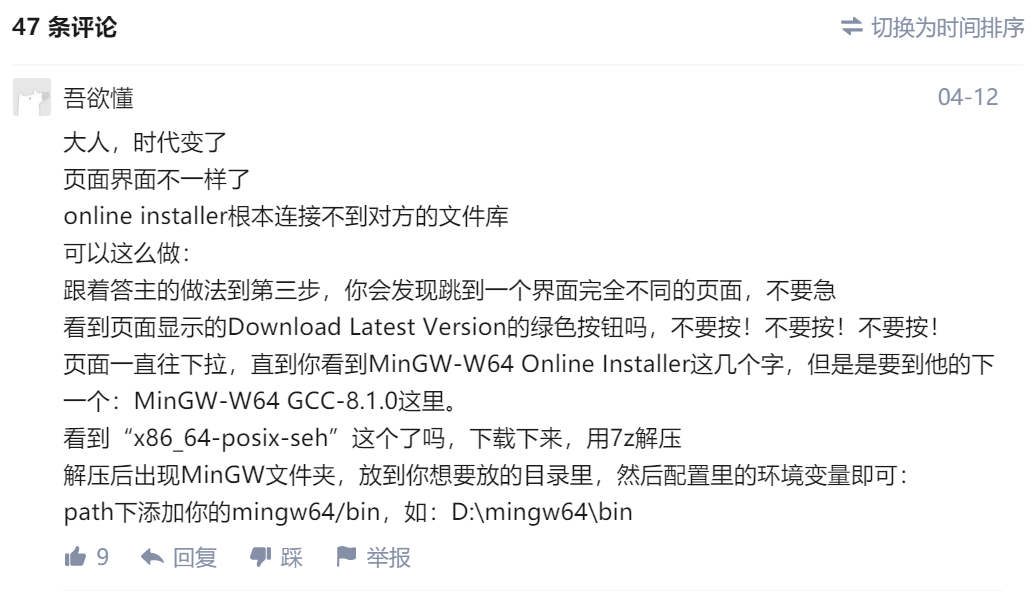 47 条评论
切换为时间排序
吾欲懂
04-12
大人，时代变了
页面界面不一样了
online installer根本连接不到对方的文件库
可以这么做：
跟着答主的做法到第三步，你会发现跳到一个界面完全不同的页面，不要急
看到页面显示的Download Latest Version的绿色按钮吗，不要按！不要按！不要按！
页面一直往下拉，直到你看到MinGW-W64 Online Installer这几个字，但是是要到他的下
一个：MinGW-W64 GCC-8.1.0这里。
看到“x86_64-posix-seh”这个了吗，下载下来，用7z解压
解压后出现MinGW文件夹，放到你想要放的目录里，然后配置里的环境变量即可：
path下添加你的mingw64/bin，如：D:\mingw64\bin
9 回复 踩 举报